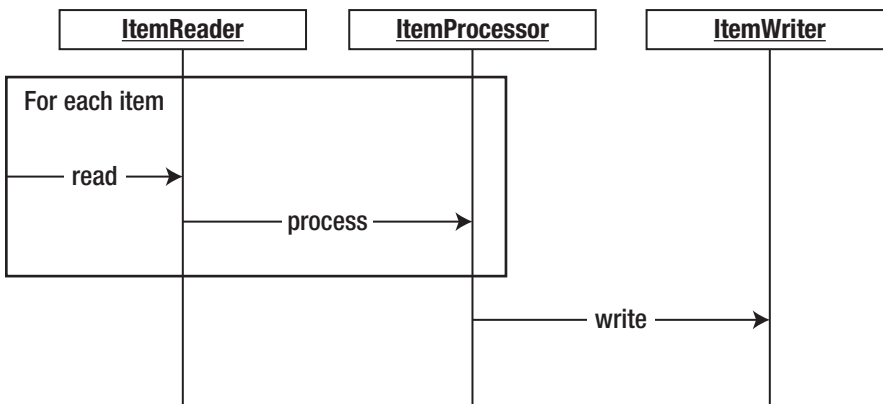 ItemReader
ItemProcessor
ItemWriter
For each item
read
process
write